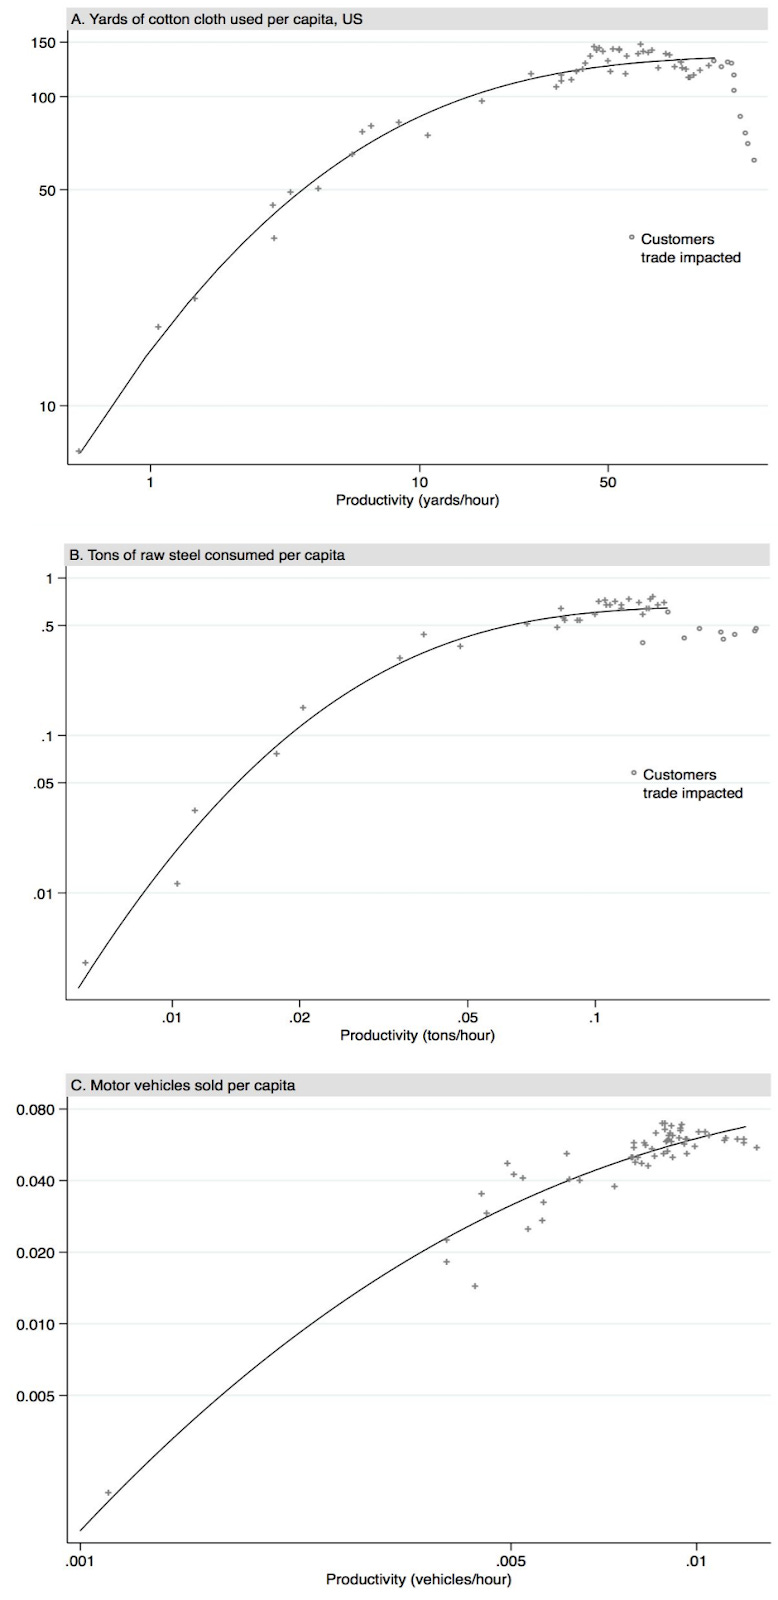 A. Yards of cotton cloth used per capita, US
150
100
50
10
Customers
trade impacted
1
10
50
Productivity (yards/hour)
B. Tons of raw steel consumed per capita
1
.5
.1
.05
.01
Customers
trade impacted
.01
.02
.05
.1
Productivity (tons/hour)
C. Motor vehicles sold per capita
0.080
0.040
0.020
0.010
0.005
.001
.005
.01
Productivity (vehicles/hour)